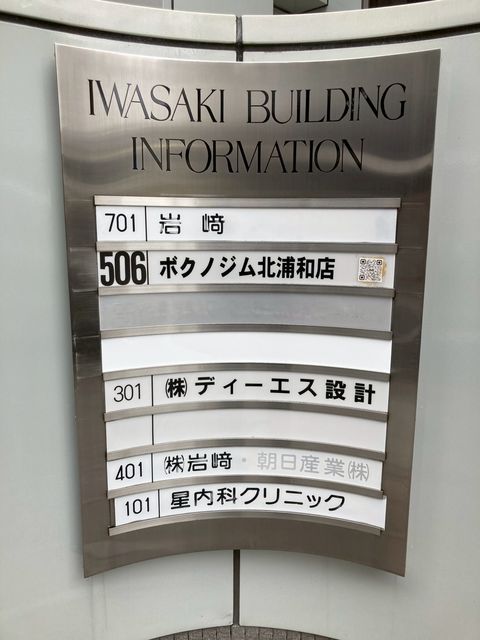 IWASAKI BUILDING
INFORMATION
701 岩﨑
506 ボクノジム北浦和店
301 ㈱ディーエス設計
401 ㈱岩﨑・朝日産業㈱
101 星内科クリニック